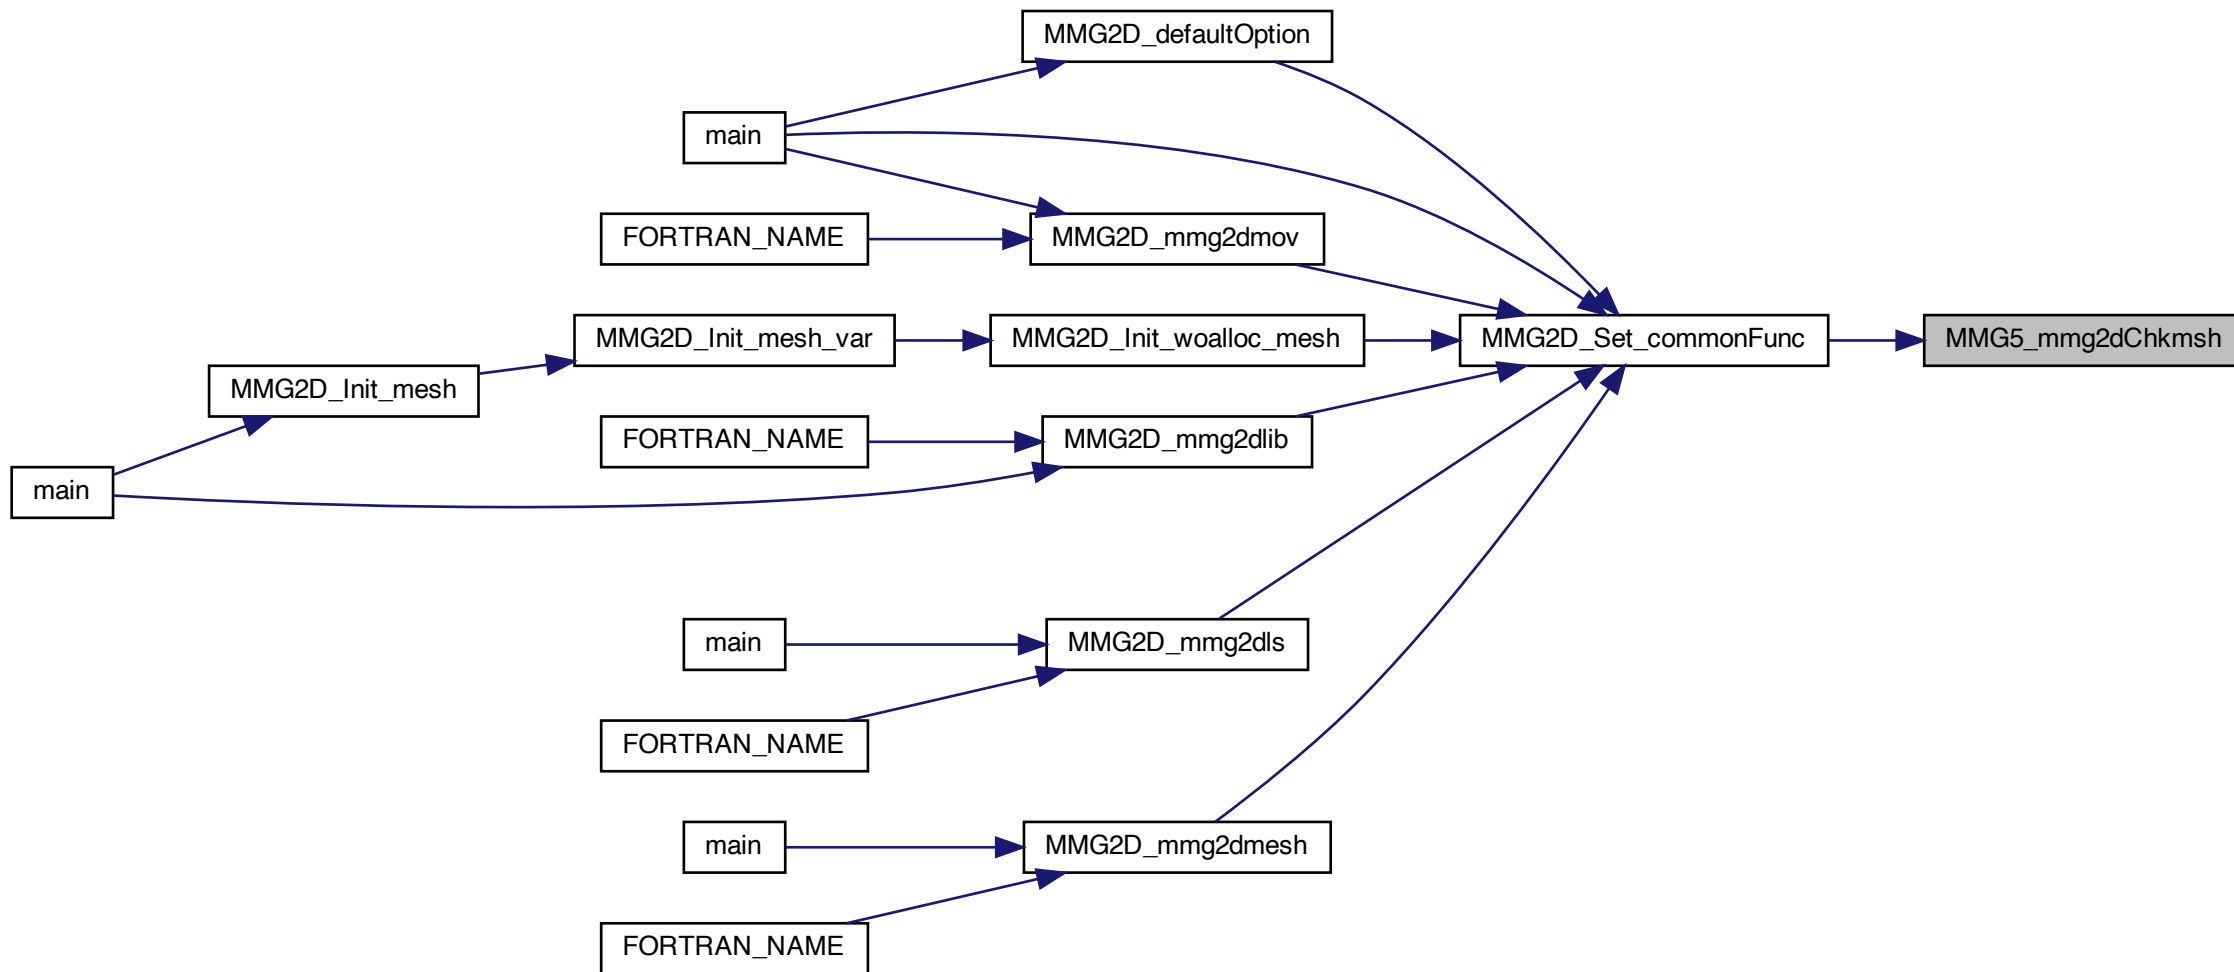 MMG2D_defaultOption
main
FORTRAN_NAME
MMG2D_mmg2dmov
MMG2D_Init_mesh_var
MMG2D_Init_woalloc_mesh
MMG2D_Set_commonFunc
MMG5_mmg2dChkmsh
MMG2D_Init_mesh
FORTRAN_NAME
MMG2D_mmg2dlib
main
main
MMG2D_mmg2dls
FORTRAN_NAME
main
MMG2D_mmg2dmesh
FORTRAN_NAME